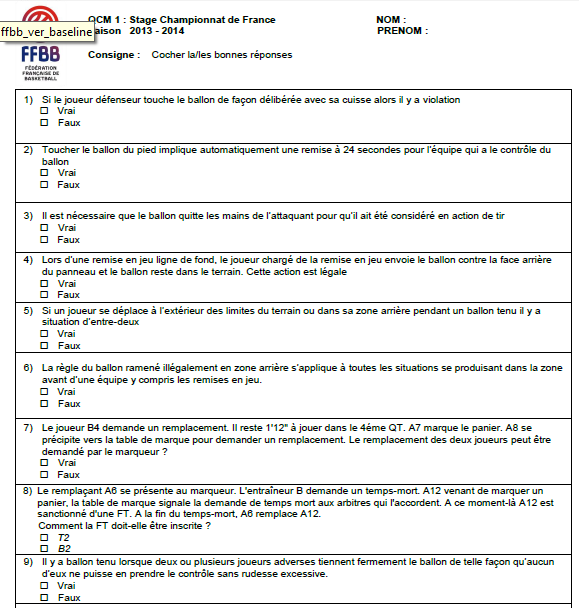 QCM 1 : Stage Championnat de France NOM :
ffbb_ver_baseline aison 2013 - 2014 PRENOM :
FFBB Consigne : Cocher la/les bonnes réponses
FÉDÉRATION
FRANÇAISE DE
BASKETBALL
1) Si le joueur défenseur touche le ballon de façon délibérée avec sa cuisse alors il y a violation
☐ Vrai
☐ Faux
2) Toucher le ballon du pied implique automatiquement une remise à 24 secondes pour l'équipe qui a le contrôle du
ballon
☐ Vrai
☐ Faux
3) Il est nécessaire que le ballon quitte les mains de l'attaquant pour qu'il ait été considéré en action de tir
☐ Vrai
☐ Faux
4) Lors d'une remise en jeu ligne de fond, le joueur chargé de la remise en jeu envoie le ballon contre la face arrière
du panneau et le ballon reste dans le terrain. Cette action est légale
☐ Vrai
☐ Faux
5) Si un joueur se déplace à l'extérieur des limites du terrain ou dans sa zone arrière pendant un ballon tenu il y a
situation d'entre-deux
☐ Vrai
☐ Faux
6) La règle du ballon ramené illégalement en zone arrière s'applique à toutes les situations se produisant dans la zone
avant d'une équipe y compris les remises en jeu.
☐ Vrai
☐ Faux
7) Le joueur B4 demande un remplacement. Il reste 1'12" à jouer dans le 4éme QT. A7 marque le panier. A8 se
précipite vers la table de marque pour demander un remplacement. Le remplacement des deux joueurs peut être
demandé par le marqueur ?
☐ Vrai
☐ Faux
8) Le remplaçant A6 se présente au marqueur. L'entraîneur B demande un temps-mort. A12 venant de marquer un
panier, la table de marque signale la demande de temps mort aux arbitres qui l'accordent. A ce moment-là A12 est
sanctionné d'une FT. A la fin du temps-mort, A6 remplace A12.
Comment la FT doit-elle être inscrite ?
☐ T2
☐ B2
9) Il y a ballon tenu lorsque deux ou plusieurs joueurs adverses tiennent fermement le ballon de telle façon qu'aucun
d'eux ne puisse en prendre le contrôle sans rudesse excessive.
☐ Vrai
☐ Faux